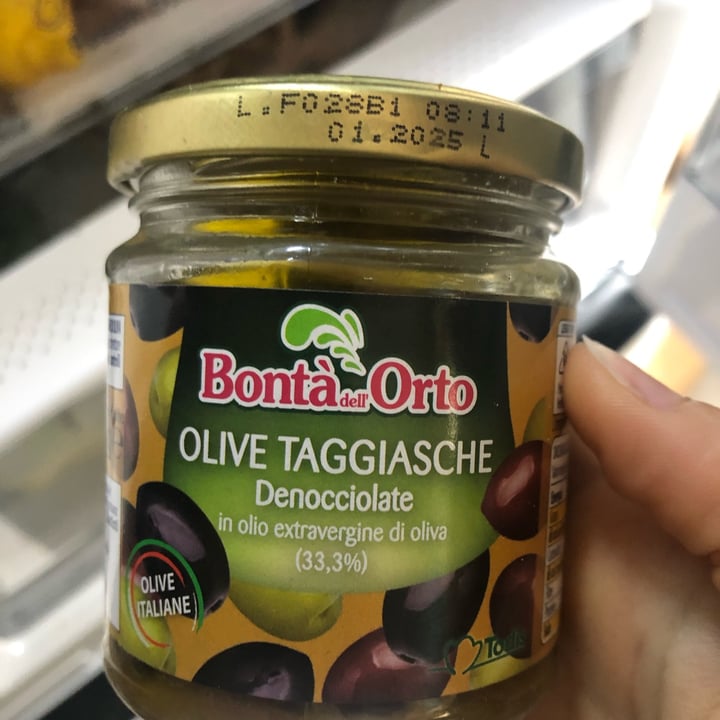 L.F028B1 08:11
01.2025 L
Bontà dell'Orto
OLIVE TAGGIASCHE
Denocciolate
in olio extravergine di oliva
(33,3%)
OLIVE
ITALIANE